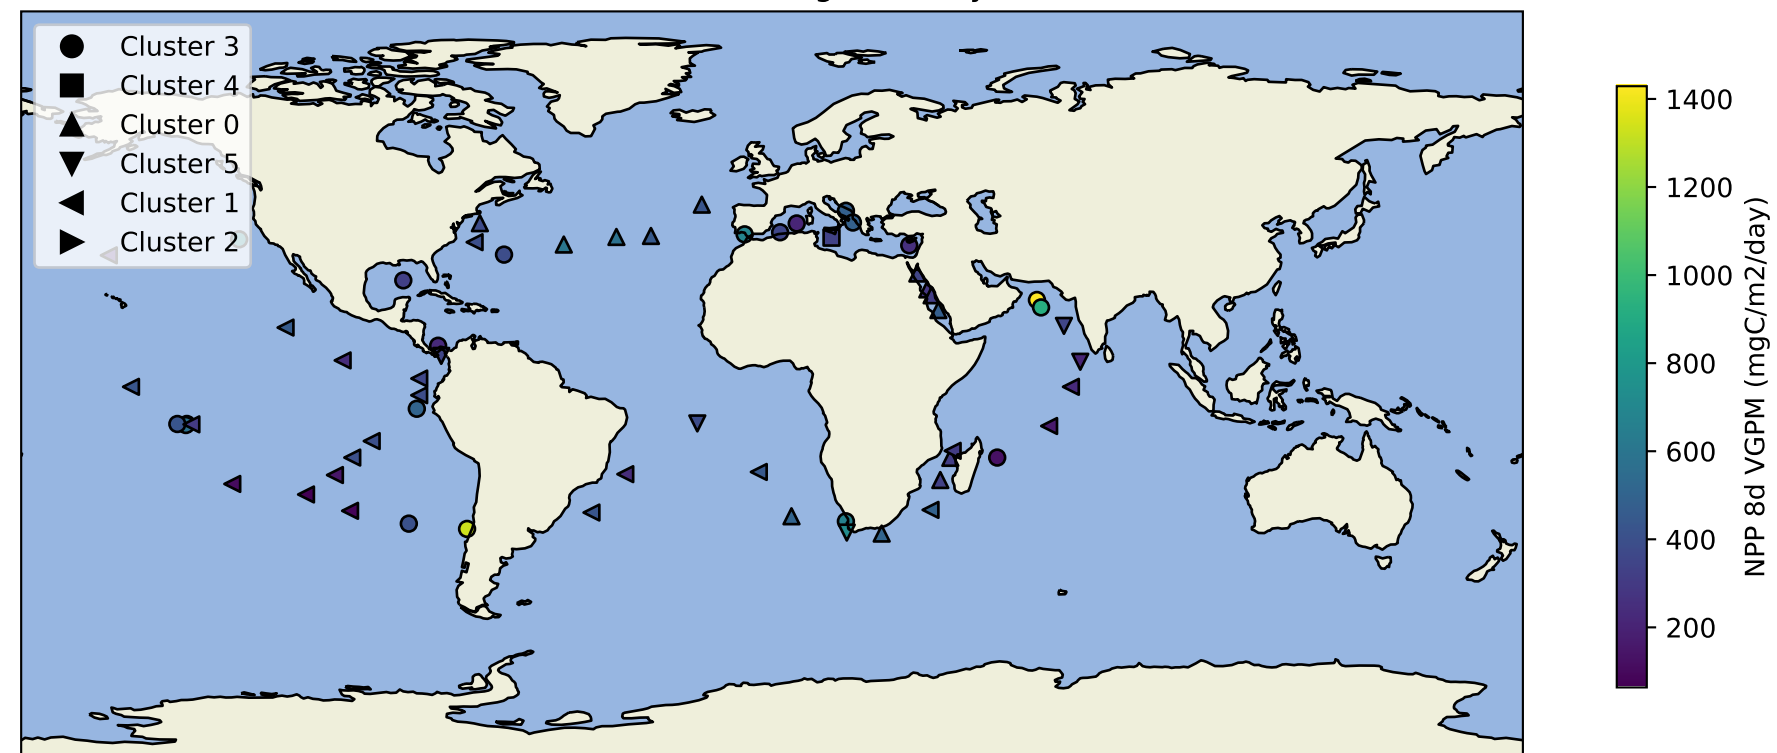 Cluster 3
Cluster 4
Cluster 0
Cluster 5
Cluster 1
Cluster 2
1400
1200
1000
800
600
400
200
NPP 8d VGPM (mgC/m2/day)